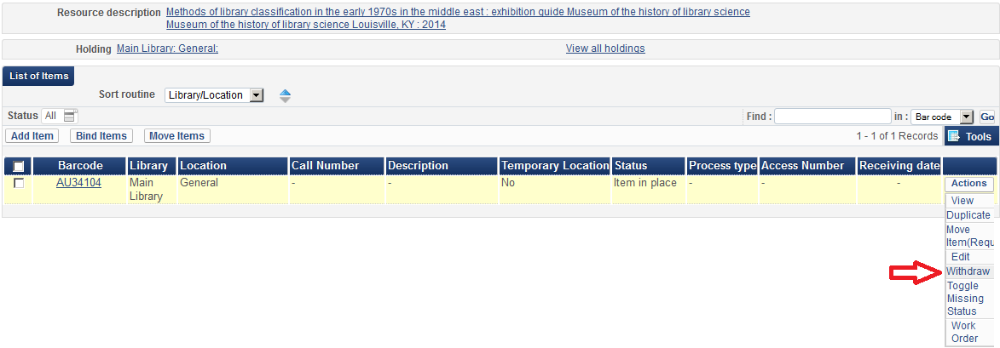 Resource description Methods of library classification in the early 1970s in the middle east : exhibition guide Museum of the history of library science
Museum of the history of library science Louisville, KY : 2014
Holding Main Library: General; View all holdings
List of Items
Sort routine Library/Location
Status All Find : in : Bar code Go
Add Item Bind Items Move Items 1 - 1 of 1 Records Tools
Barcode Library Location Call Number Description Temporary Location Status Process type Access Number Receiving date
AU34104 Main General - - No Item in place - - - Actions
Library
View
Duplicate
Move
Item(Requ
Edit
Withdraw
Toggle
Missing
Status
Work
Order